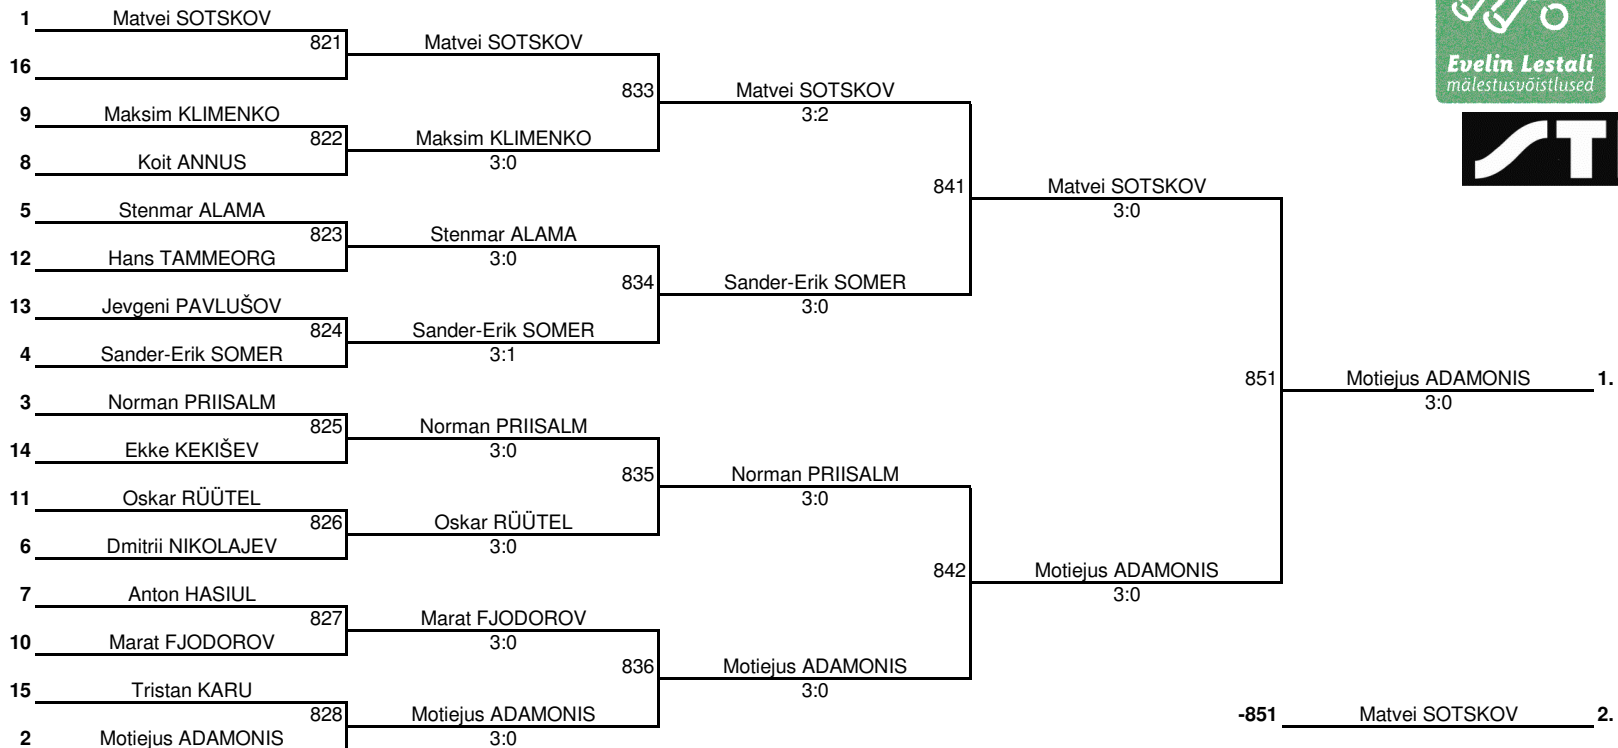 1 Matvei SOTSKOV
821 Matvei SOTSKOV
16
833 Matvei SOTSKOV
3:2
9 Maksim KLIMENKO
822 Maksim KLIMENKO
3:0
8 Koit ANNUS
841 Matvei SOTSKOV
3:0
5 Stenmar ALAMA
823 Stenmar ALAMA
3:0
12 Hans TAMMEORG
834 Sander-Erik SOMER
3:0
13 Jevgeni PAVLUŠOV
824 Sander-Erik SOMER
3:1
4 Sander-Erik SOMER
851 Motiejus ADAMONIS 1.
3:0
3 Norman PRIISALM
825 Norman PRIISALM
3:0
14 Ekke KEKIŠEV
835 Norman PRIISALM
3:0
11 Oskar RÜÜTEL
826 Oskar RÜÜTEL
3:0
6 Dmitrii NIKOLAJEV
842 Motiejus ADAMONIS
3:0
7 Anton HASIUL
827 Marat FJODOROV
3:0
10 Marat FJODOROV
836 Motiejus ADAMONIS
3:0
15 Tristan KARU
828 Motiejus ADAMONIS
3:0
2 Motiejus ADAMONIS
-851 Matvei SOTSKOV 2.
Evelin Lestali
mälestusvõistlused
ST